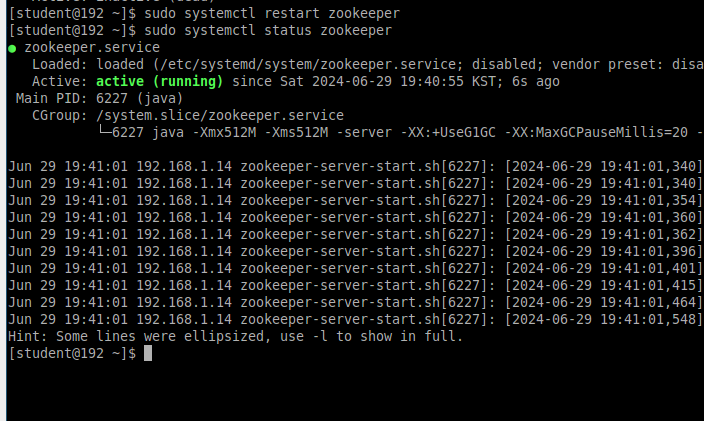 [student@192 ~]$ sudo systemctl restart zookeeper
[student@192 ~]$ sudo systemctl status zookeeper
● zookeeper.service
   Loaded: loaded (/etc/systemd/system/zookeeper.service; disabled; vendor preset: disa
   Active: active (running) since Sat 2024-06-29 19:40:55 KST; 6s ago
 Main PID: 6227 (java)
   CGroup: /system.slice/zookeeper.service
           └─6227 java -Xmx512M -Xms512M -server -XX:+UseG1GC -XX:MaxGCPauseMillis=20 -
Jun 29 19:41:01 192.168.1.14 zookeeper-server-start.sh[6227]: [2024-06-29 19:41:01,340]
Jun 29 19:41:01 192.168.1.14 zookeeper-server-start.sh[6227]: [2024-06-29 19:41:01,340]
Jun 29 19:41:01 192.168.1.14 zookeeper-server-start.sh[6227]: [2024-06-29 19:41:01,354]
Jun 29 19:41:01 192.168.1.14 zookeeper-server-start.sh[6227]: [2024-06-29 19:41:01,360]
Jun 29 19:41:01 192.168.1.14 zookeeper-server-start.sh[6227]: [2024-06-29 19:41:01,362]
Jun 29 19:41:01 192.168.1.14 zookeeper-server-start.sh[6227]: [2024-06-29 19:41:01,396]
Jun 29 19:41:01 192.168.1.14 zookeeper-server-start.sh[6227]: [2024-06-29 19:41:01,401]
Jun 29 19:41:01 192.168.1.14 zookeeper-server-start.sh[6227]: [2024-06-29 19:41:01,415]
Jun 29 19:41:01 192.168.1.14 zookeeper-server-start.sh[6227]: [2024-06-29 19:41:01,464]
Jun 29 19:41:01 192.168.1.14 zookeeper-server-start.sh[6227]: [2024-06-29 19:41:01,548]
Hint: Some lines were ellipsized, use -l to show in full.
[student@192 ~]$